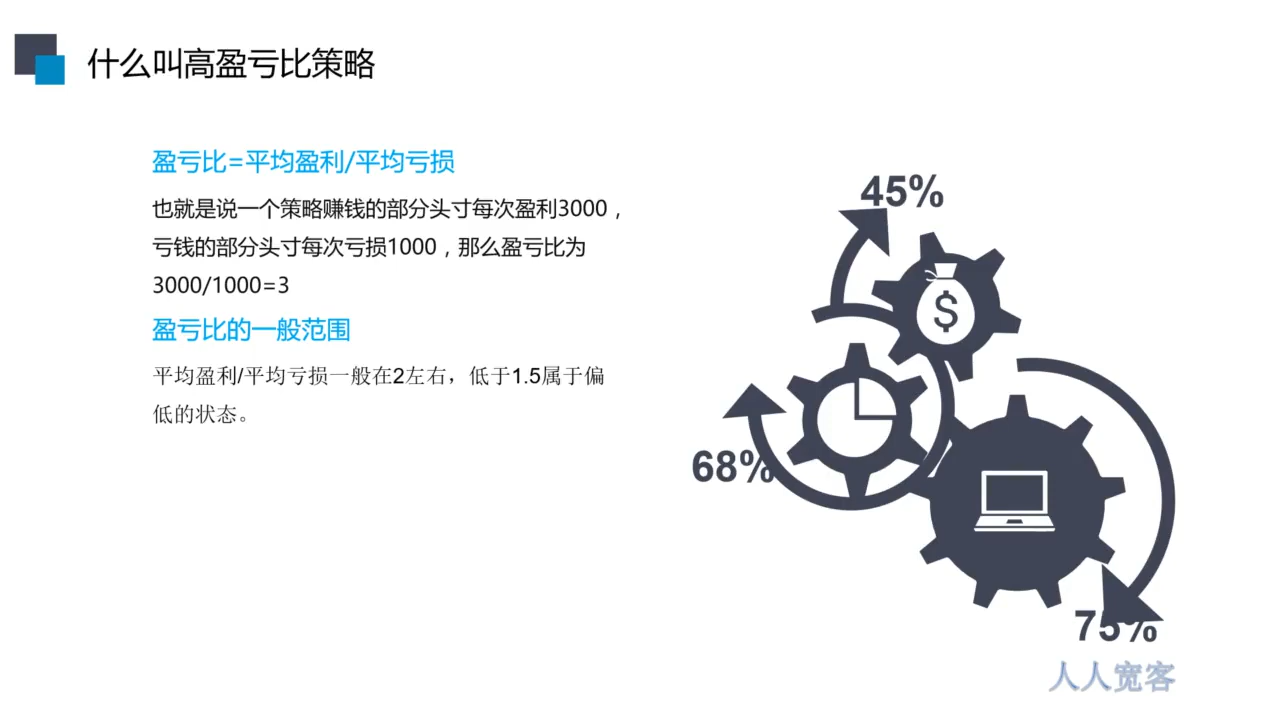 什么叫高盈亏比策略
盈亏比=平均盈利/平均亏损
也就是说一个策略赚钱的部分头寸每次盈利3000，
亏钱的部分头寸每次亏损1000，那么盈亏比为
3000/1000=3
盈亏比的一般范围
平均盈利/平均亏损一般在2左右，低于1.5属于偏
低的状态。
45%
$
68%
75%
人人宽客